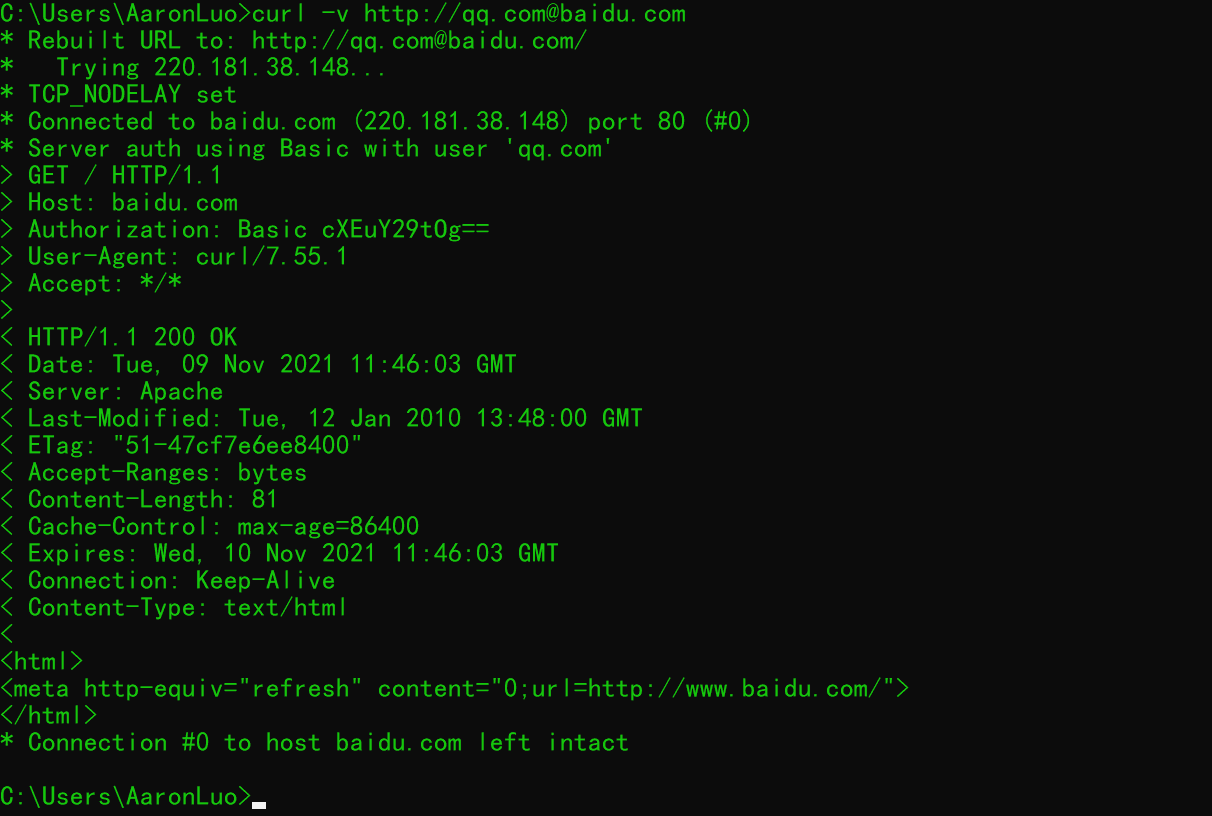 C:\Users\AaronLuo>curl -v http://qq.com@baidu.com
* Rebuilt URL to: http://qq.com@baidu.com/
*   Trying 220.181.38.148...
* TCP_NODELAY set
* Connected to baidu.com (220.181.38.148) port 80 (#0)
* Server auth using Basic with user 'qq.com'
> GET / HTTP/1.1
> Host: baidu.com
> Authorization: Basic cXEuY29tOg==
> User-Agent: curl/7.55.1
> Accept: */*
>
< HTTP/1.1 200 OK
< Date: Tue, 09 Nov 2021 11:46:03 GMT
< Server: Apache
< Last-Modified: Tue, 12 Jan 2010 13:48:00 GMT
< ETag: "51-47cf7e6ee8400"
< Accept-Ranges: bytes
< Content-Length: 81
< Cache-Control: max-age=86400
< Expires: Wed, 10 Nov 2021 11:46:03 GMT
< Connection: Keep-Alive
< Content-Type: text/html
<
<html>
<meta http-equiv="refresh" content="0;url=http://www.baidu.com/">
</html>
* Connection #0 to host baidu.com left intact
C:\Users\AaronLuo>